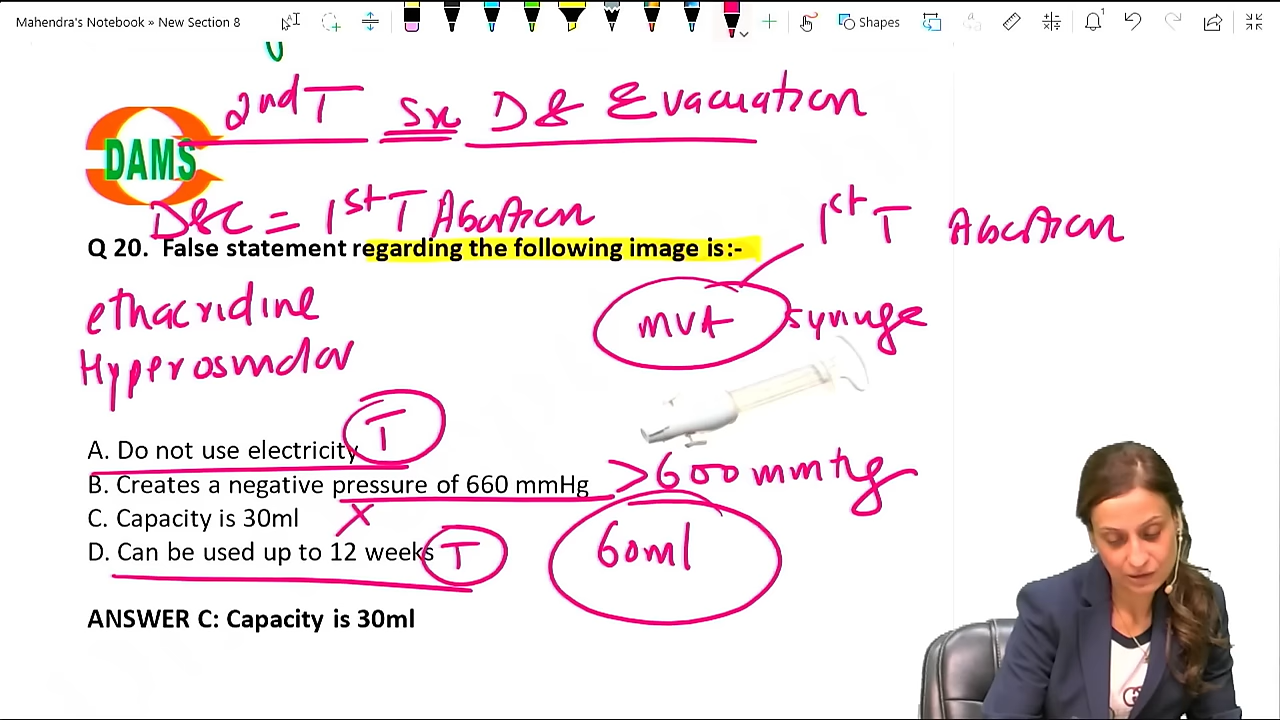 Mahendra's Notebook » New Section 8
Shapes
2nd T Sx D & Evacuation
DAMS
D&C = 1st T Abortion
1st T Abortion
Q 20. False statement regarding the following image is:-
ethacridine
MVA syringe
Hyperosmolar
T
A. Do not use electricity
B. Creates a negative pressure of 660 mmHg >600 mmHg
C. Capacity is 30ml X
60ml
D. Can be used up to 12 weeks T
ANSWER C: Capacity is 30ml